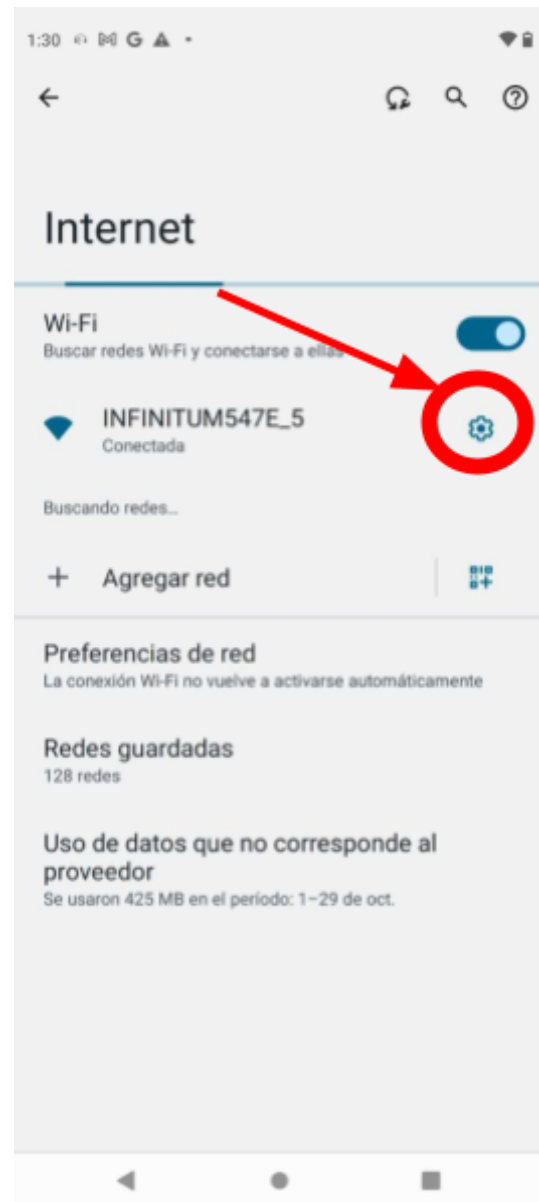 1:30
Internet
Wi-Fi
Buscar redes Wi-Fi y conectarse a ellas
INFINITUM547E_5
Conectada
Buscando redes…
Agregar red
Preferencias de red
La conexión Wi-Fi no vuelve a activarse automáticamente
Redes guardadas
128 redes
Uso de datos que no corresponde al
proveedor
Se usaron 425 MB en el período: 1–29 de oct.